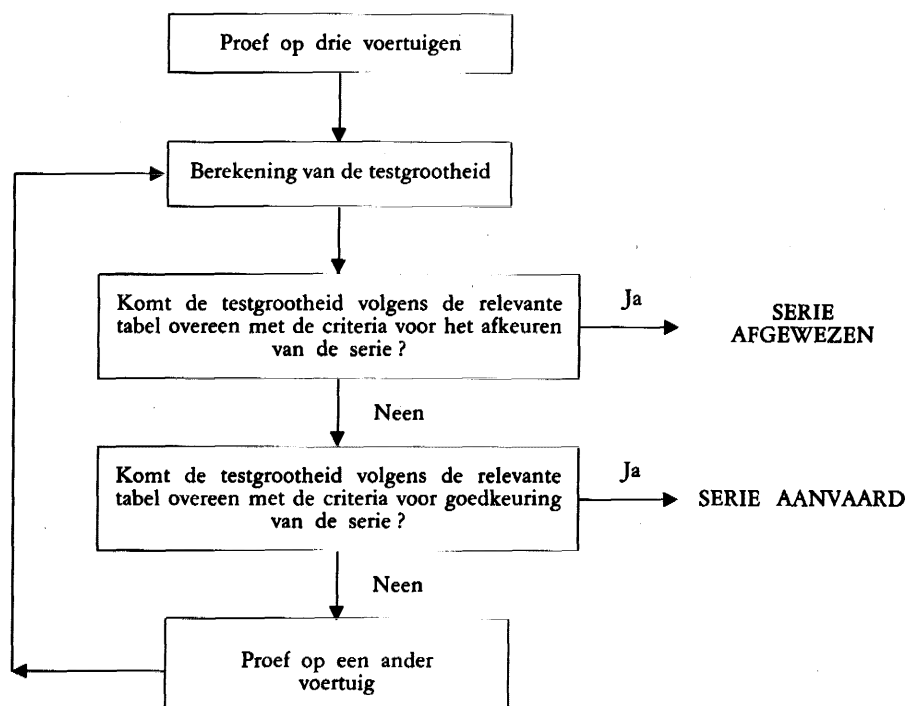 Proef op drie voertuigen
Berekening van de testgrootheid
Komt de testgrootheid volgens de relevante
tabel overeen met de criteria voor het afkeuren
van de serie ?
Ja
SERIE
AFGEWEZEN
Neen
Komt de testgrootheid volgens de relevante
tabel overeen met de criteria voor goedkeuring
van de serie ?
Ja
SERIE AANVAARD
Neen
Proef op een ander
voertuig